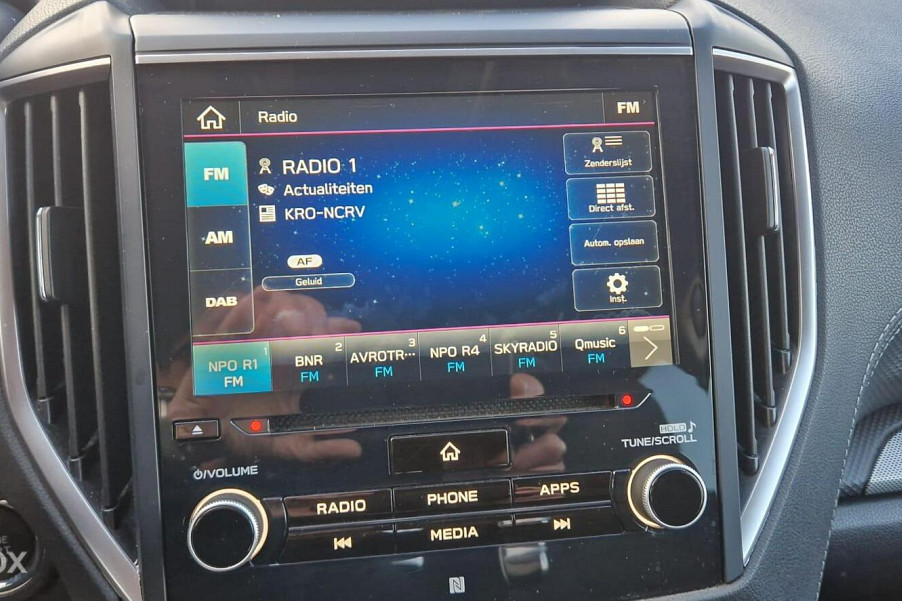 Radio
FM
FM
AM
DAB
RADIO 1
Actualiteiten
KRO-NCRV
AF
Geluid
Zenderslijst
Direct afst.
Autom. opslaan
Inst.
1
NPO R1
FM
2
BNR
FM
3
AVROTR...
FM
4
NPO R4
FM
5
SKYRADIO
FM
6
Qmusic
FM
/VOLUME
HOLD
TUNE/SCROLL
RADIO
PHONE
APPS
MEDIA